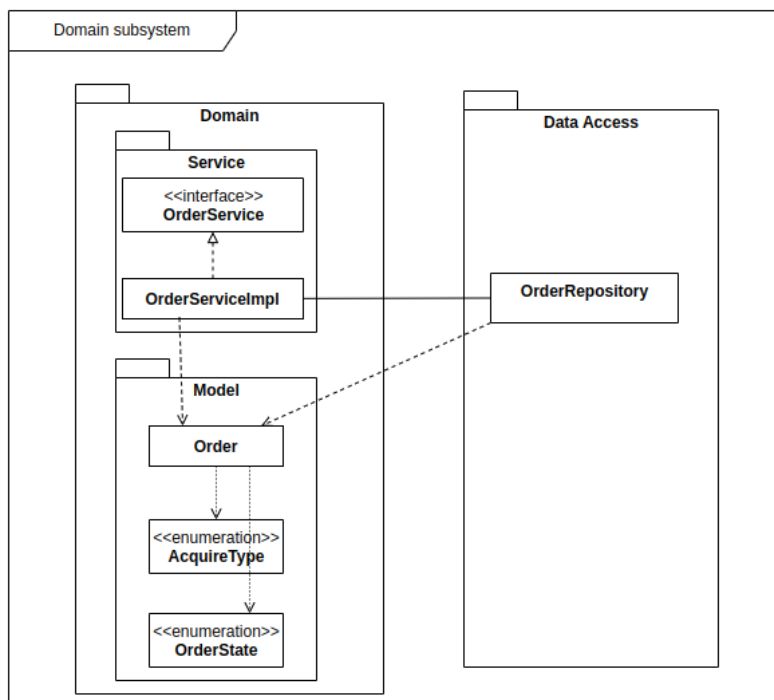 Domain subsystem
Domain
Data Access
Service
<<interface>>
OrderService
OrderServiceImpl
OrderRepository
Model
Order
<<enumeration>>
AcquireType
<<enumeration>>
OrderState